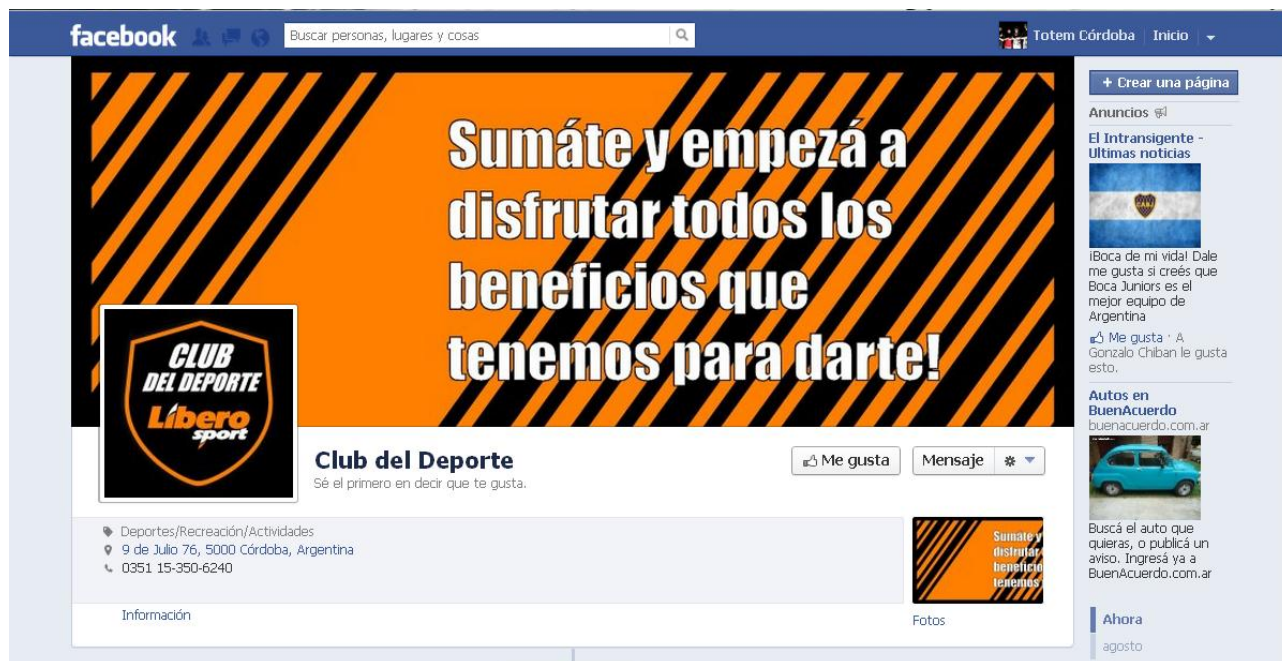 facebook
Buscar personas, lugares y cosas
Totem Córdoba
Inicio
Sumáte y empezá a
disfrutar todos los
beneficios que
tenemos para darte!
CLUB
DEL DEPORTE
Líbero
sport
Club del Deporte
Sé el primero en decir que te gusta.
Me gusta
Mensaje
Deportes/Recreación/Actividades
9 de Julio 76, 5000 Córdoba, Argentina
0351 15-350-6240
Información
Sumate y
disfrutar
beneficio
tenemos
Fotos
+ Crear una página
Anuncios
El Intransigente -
Ultimas noticias
CABJ
¡Boca de mi vida! Dale
me gusta si creés que
Boca Juniors es el
mejor equipo de
Argentina
Me gusta · A
Gonzalo Chiban le gusta
esto.
Autos en
BuenAcuerdo
buenacuerdo.com.ar
Buscá el auto que
quieras, o publicá un
aviso. Ingresá ya a
BuenAcuerdo.com.ar
Ahora
agosto